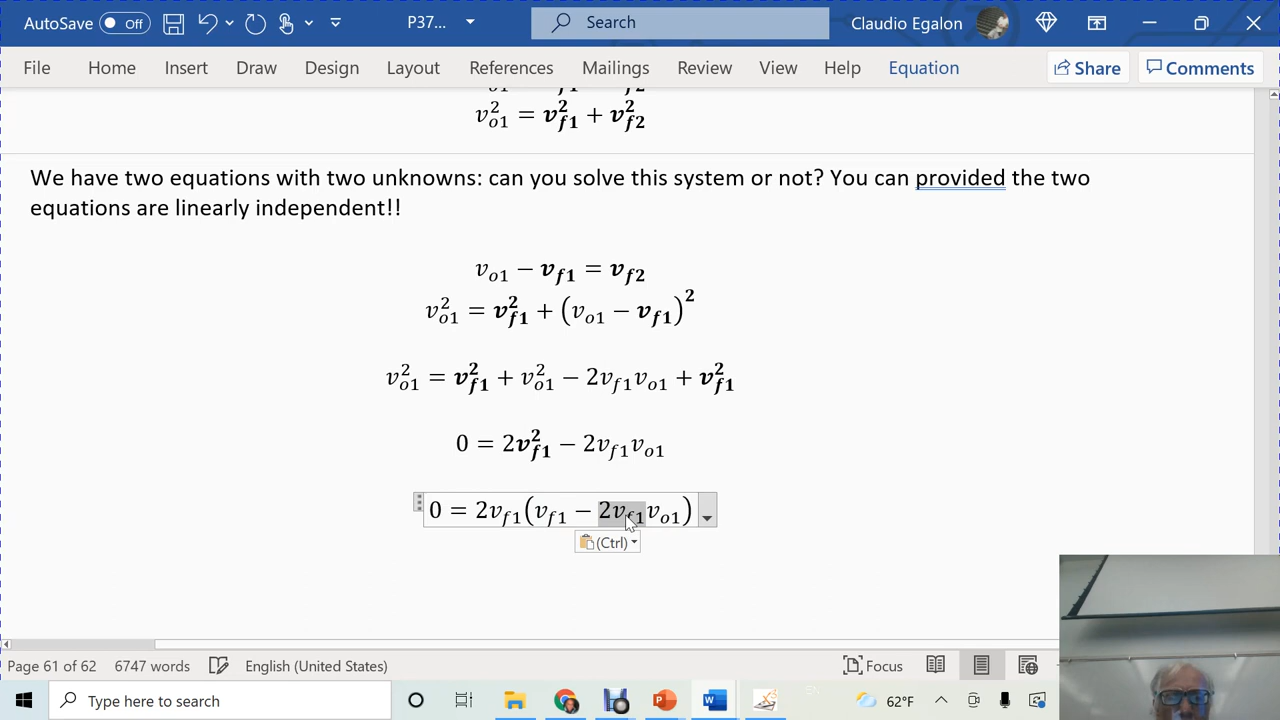 AutoSave Off P37... Search Claudio Egalon
File Home Insert Draw Design Layout References Mailings Review View Help Equation Share Comments
v_{o1}^2 = v_{f1}^2 + v_{f2}^2
We have two equations with two unknowns: can you solve this system or not? You can provided the two
equations are linearly independent!!
v_{o1} − v_{f1} = v_{f2}
v_{o1}^2 = v_{f1}^2 + (v_{o1} − v_{f1})^2
v_{o1}^2 = v_{f1}^2 + v_{o1}^2 − 2v_{f1}v_{o1} + v_{f1}^2
0 = 2v_{f1}^2 − 2v_{f1}v_{o1}
0 = 2v_{f1}(v_{f1} − 2v_{f1}v_{o1})
(Ctrl)
Page 61 of 62 6747 words English (United States) Focus
Type here to search 62°F